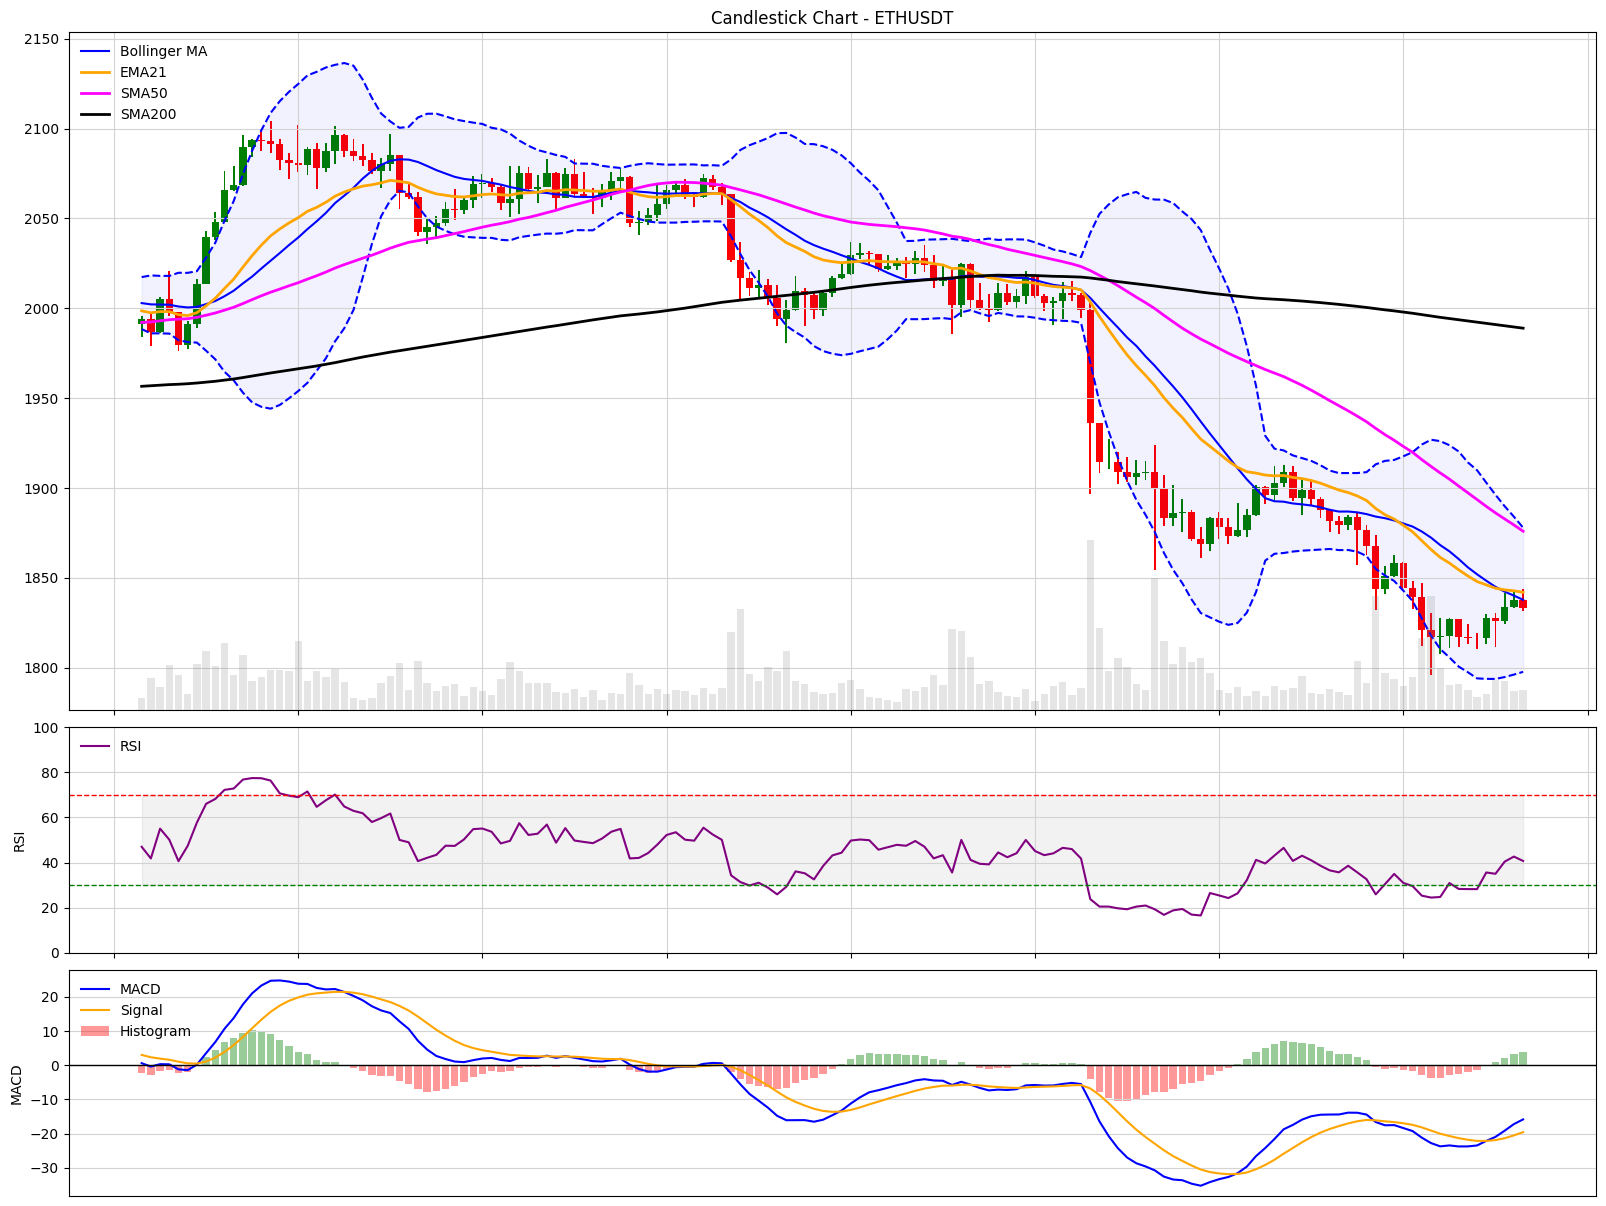 Candlestick Chart - ETHUSDT
2150
2100
2050
2000
1950
1900
1850
1800
Bollinger MA
EMA21
SMA50
SMA200
100
80
60
40
20
0
RSI
RSI
20
10
0
−10
−20
−30
MACD
MACD
Signal
Histogram